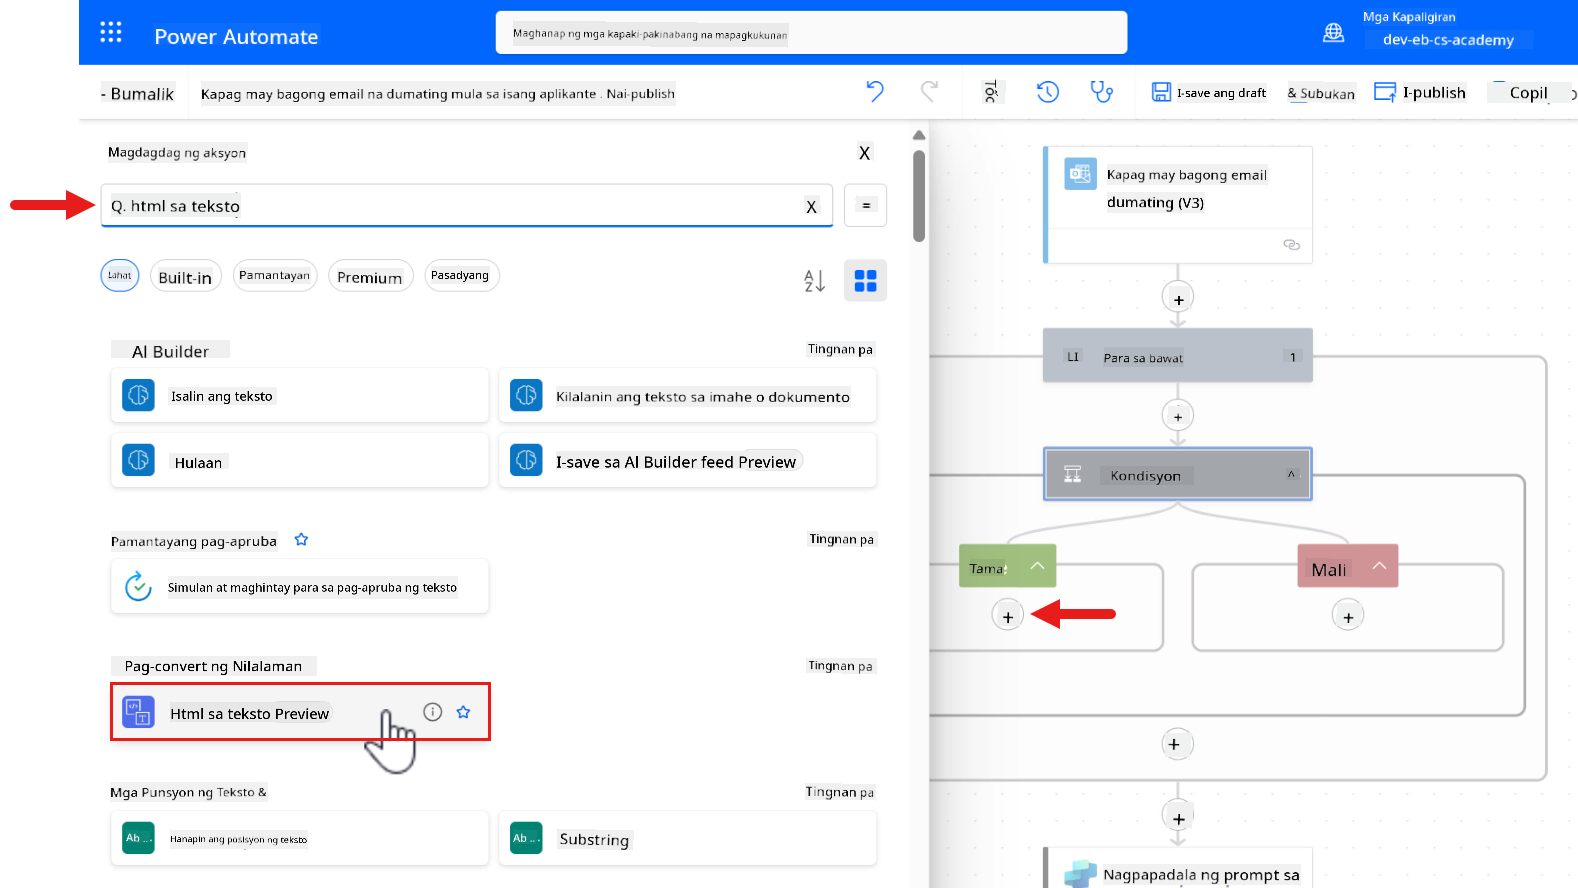 Power Automate
Maghanap ng mga kapaki-pakinabang na mapagkukunan
Mga Kapaligiran
dev-eb-cs-academy
- Bumalik
Kapag may bagong email na dumating mula sa isang aplikante . Nai-publish
I-save ang draft
& Subukan
I-publish
Copil
Magdagdag ng aksyon
X
Q. html sa teksto
X
=
Lahat
Built-in
Pamantayan
Premium
Pasadyang
AI Builder
Tingnan pa
Isalin ang teksto
Kilalanin ang teksto sa imahe o dokumento
Hulaan
I-save sa AI Builder feed Preview
Pamantayang pag-apruba
Tingnan pa
Simulan at maghintay para sa pag-apruba ng teksto
Pag-convert ng Nilalaman
Tingnan pa
Html sa teksto Preview
Mga Punsyon ng Teksto &
Tingnan pa
Ab ...
Hanapin ang posisyon ng teksto
Ab ...
Substring
Kapag may bagong email
dumating (V3)
LI
Para sa bawat
1
Kondisyon
Tama
Mali
Nagpapadala ng prompt sa